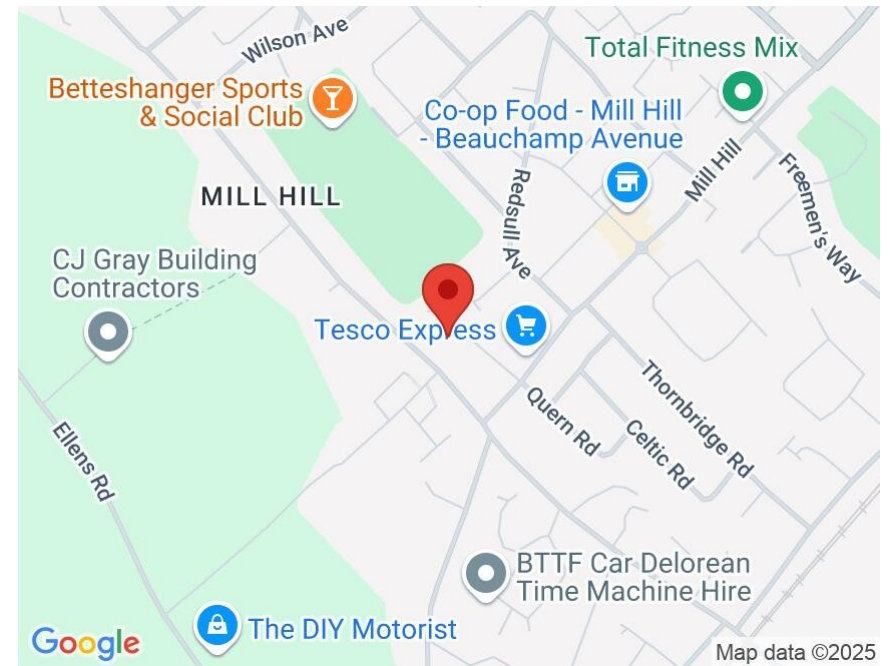 Wilson Ave
Total Fitness Mix
Betteshanger Sports
& Social Club
Co-op Food - Mill Hill
- Beauchamp Avenue
Mill Hill
Freemen's Way
Redsull Ave
MILL HILL
CJ Gray Building
Contractors
Tesco Express
Thornbridge Rd
Quern Rd
Celtic Rd
Ellens Rd
BTTF Car Delorean
Time Machine Hire
The DIY Motorist
Google
Map data ©2025